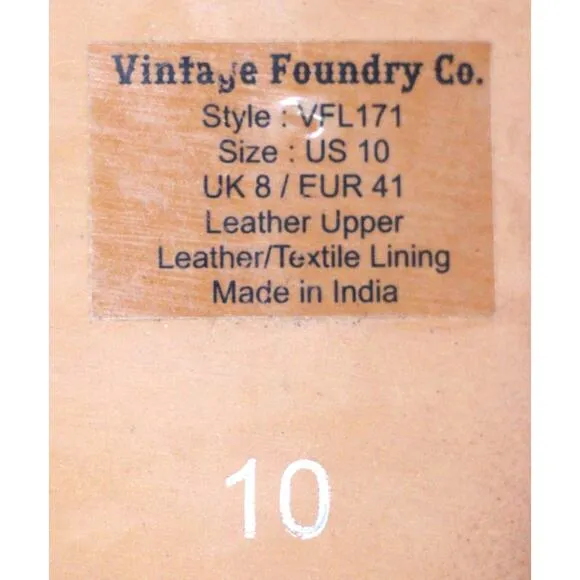 Vintage Foundry Co.
Style : VFL171
Size : US 10
UK 8 / EUR 41
Leather Upper
Leather/Textile Lining
Made in India
10